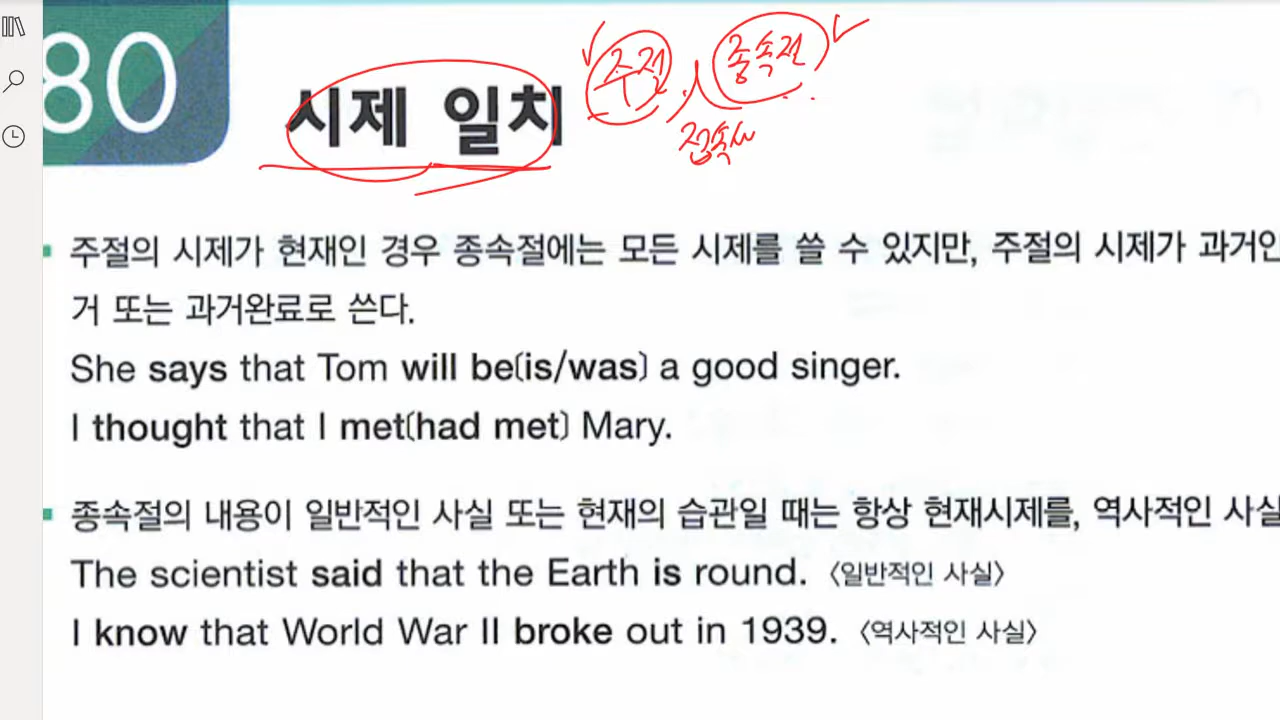 80
시제 일치
주절
종속절
접속사
주절의 시제가 현재인 경우 종속절에는 모든 시제를 쓸 수 있지만, 주절의 시제가 과거인
거 또는 과거완료로 쓴다.
She says that Tom will be(is/was) a good singer.
I thought that I met(had met) Mary.
종속절의 내용이 일반적인 사실 또는 현재의 습관일 때는 항상 현재시제를, 역사적인 사실
The scientist said that the Earth is round. 〈일반적인 사실〉
I know that World War II broke out in 1939. 〈역사적인 사실〉